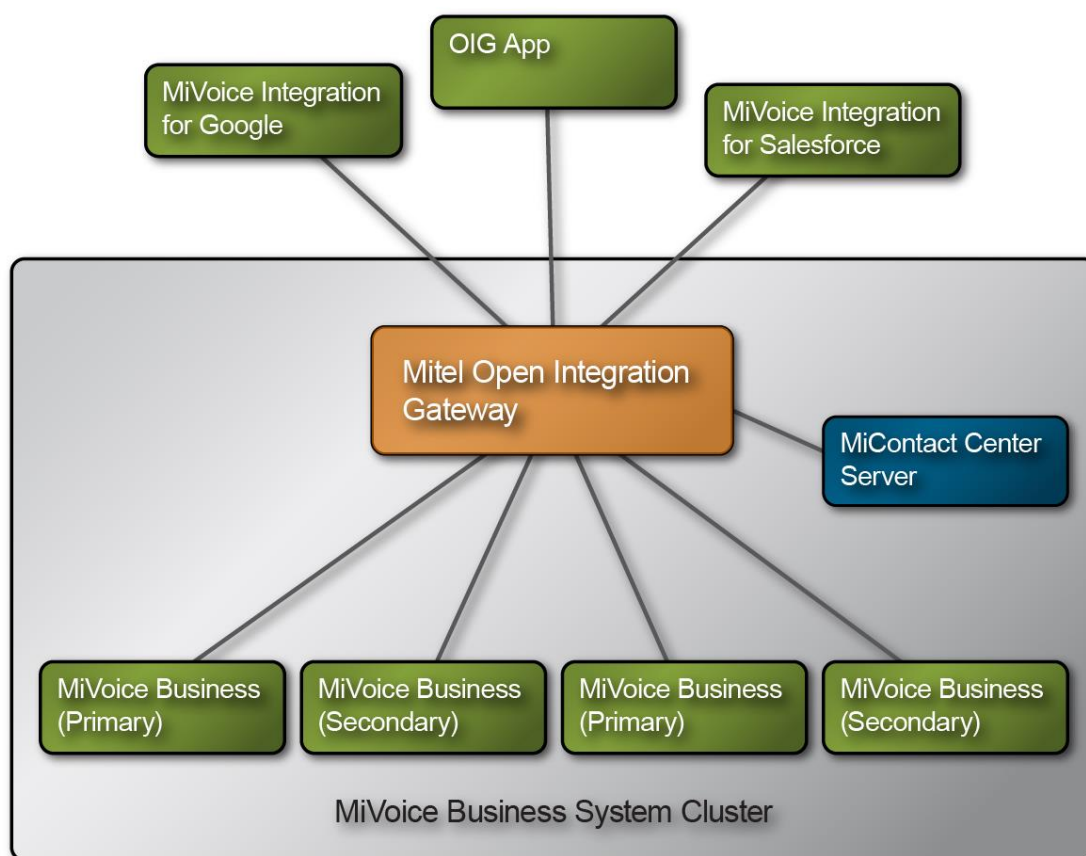 OIG App
MiVoice Integration
for Google
MiVoice Integration
for Salesforce
Mitel Open Integration
Gateway
MiContact Center
Server
MiVoice Business
(Primary)
MiVoice Business
(Secondary)
MiVoice Business
(Primary)
MiVoice Business
(Secondary)
MiVoice Business System Cluster